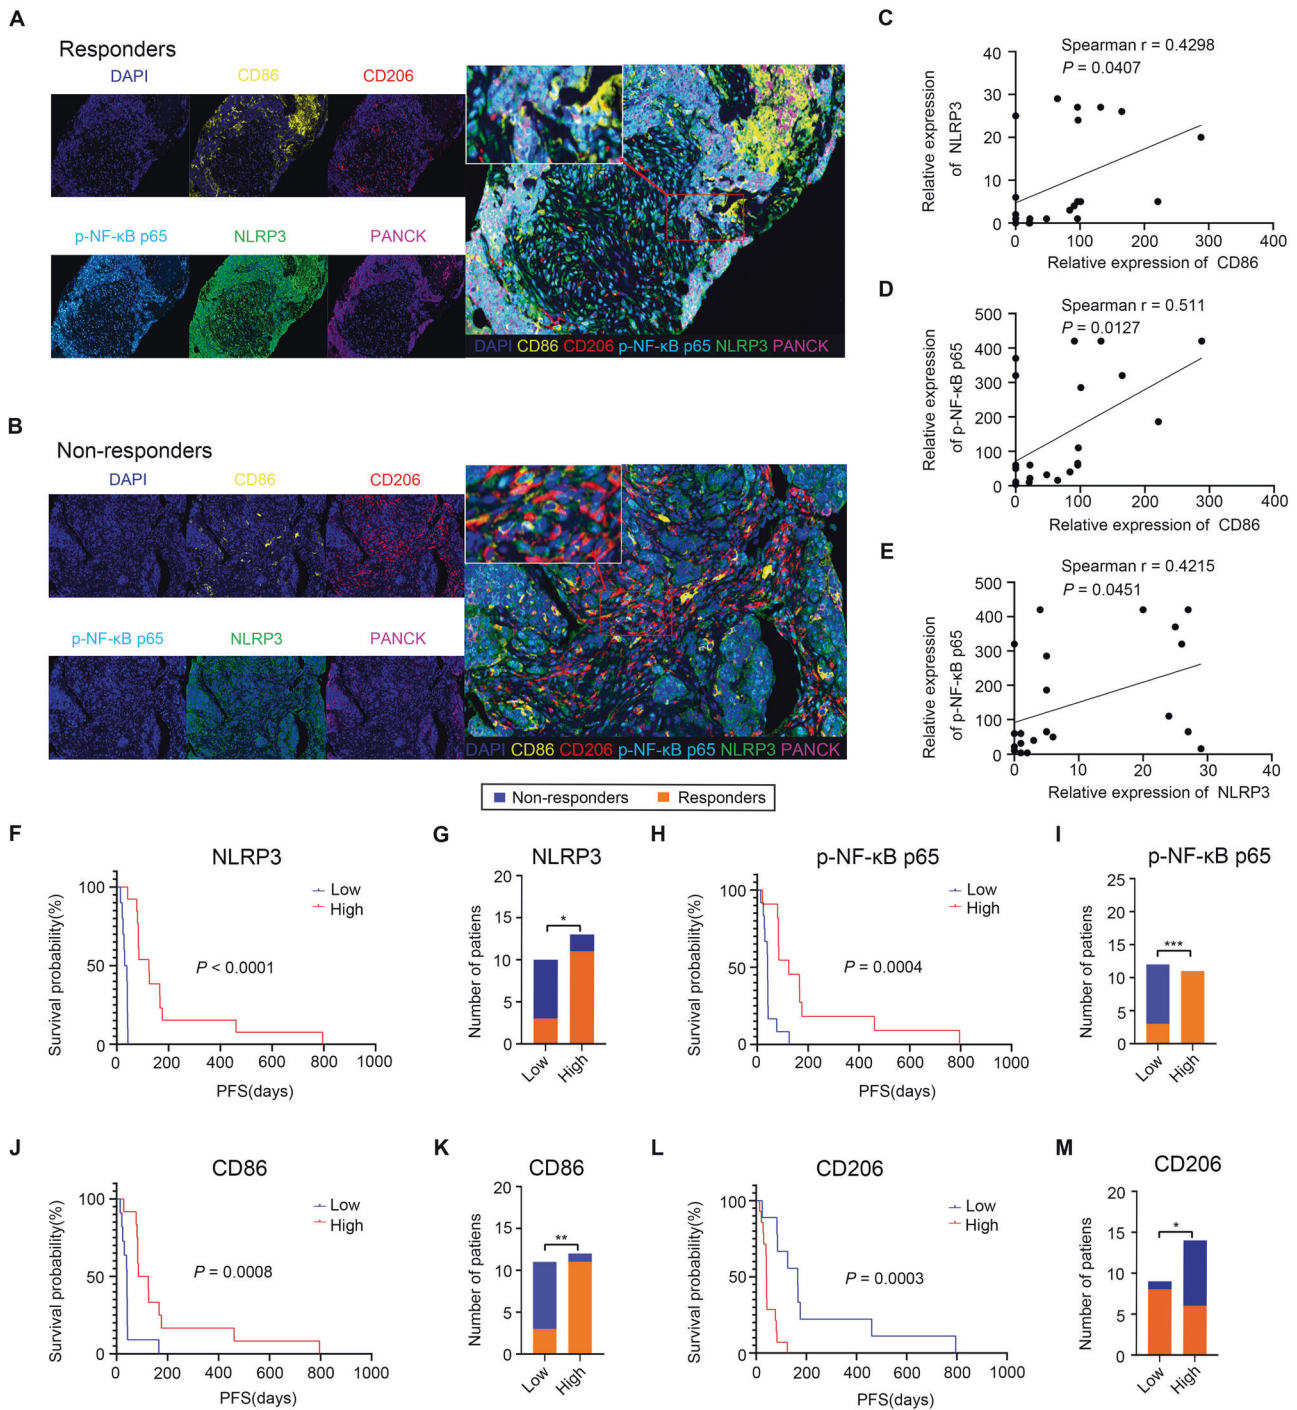 A
Responders
DAPI CD86 CD206
p-NF-κB p65 NLRP3 PANCK
DAPI CD86 CD206 p-NF-κB p65 NLRP3 PANCK
B
Non-responders
DAPI CD86 CD206
p-NF-κB p65 NLRP3 PANCK
DAPI CD86 CD206 p-NF-κB p65 NLRP3 PANCK
C
Spearman r = 0.4298
P = 0.0407
Relative expression
of NLRP3
40
30
20
10
0
0 100 200 300 400
Relative expression of CD86
D
Spearman r = 0.511
P = 0.0127
Relative expression
of p-NF-κB p65
500
400
300
200
100
0
0 100 200 300 400
Relative expression of CD86
E
Spearman r = 0.4215
P = 0.0451
Relative expression
of p-NF-κB p65
500
400
300
200
100
0
0 10 20 30 40
Relative expression of NLRP3
Non-responders Responders
F
NLRP3
Survival probability(%)
100
50
0
Low
High
P < 0.0001
0 200 400 600 800 1000
PFS(days)
G
NLRP3
Number of patiens
20
15
10
5
0
*
Low High
H
p-NF-κB p65
Survival probability(%)
100
50
0
Low
High
P = 0.0004
0 200 400 600 800 1000
PFS(days)
I
p-NF-κB p65
Number of patiens
25
20
15
10
5
0
***
Low High
J
CD86
Survival probability(%)
100
50
0
Low
High
P = 0.0008
0 200 400 600 800 1000
PFS(days)
K
CD86
Number of patiens
20
15
10
5
0
**
Low High
L
CD206
Survival probability(%)
100
50
0
Low
High
P = 0.0003
0 200 400 600 800 1000
PFS(days)
M
CD206
Number of patiens
20
15
10
5
0
*
Low High